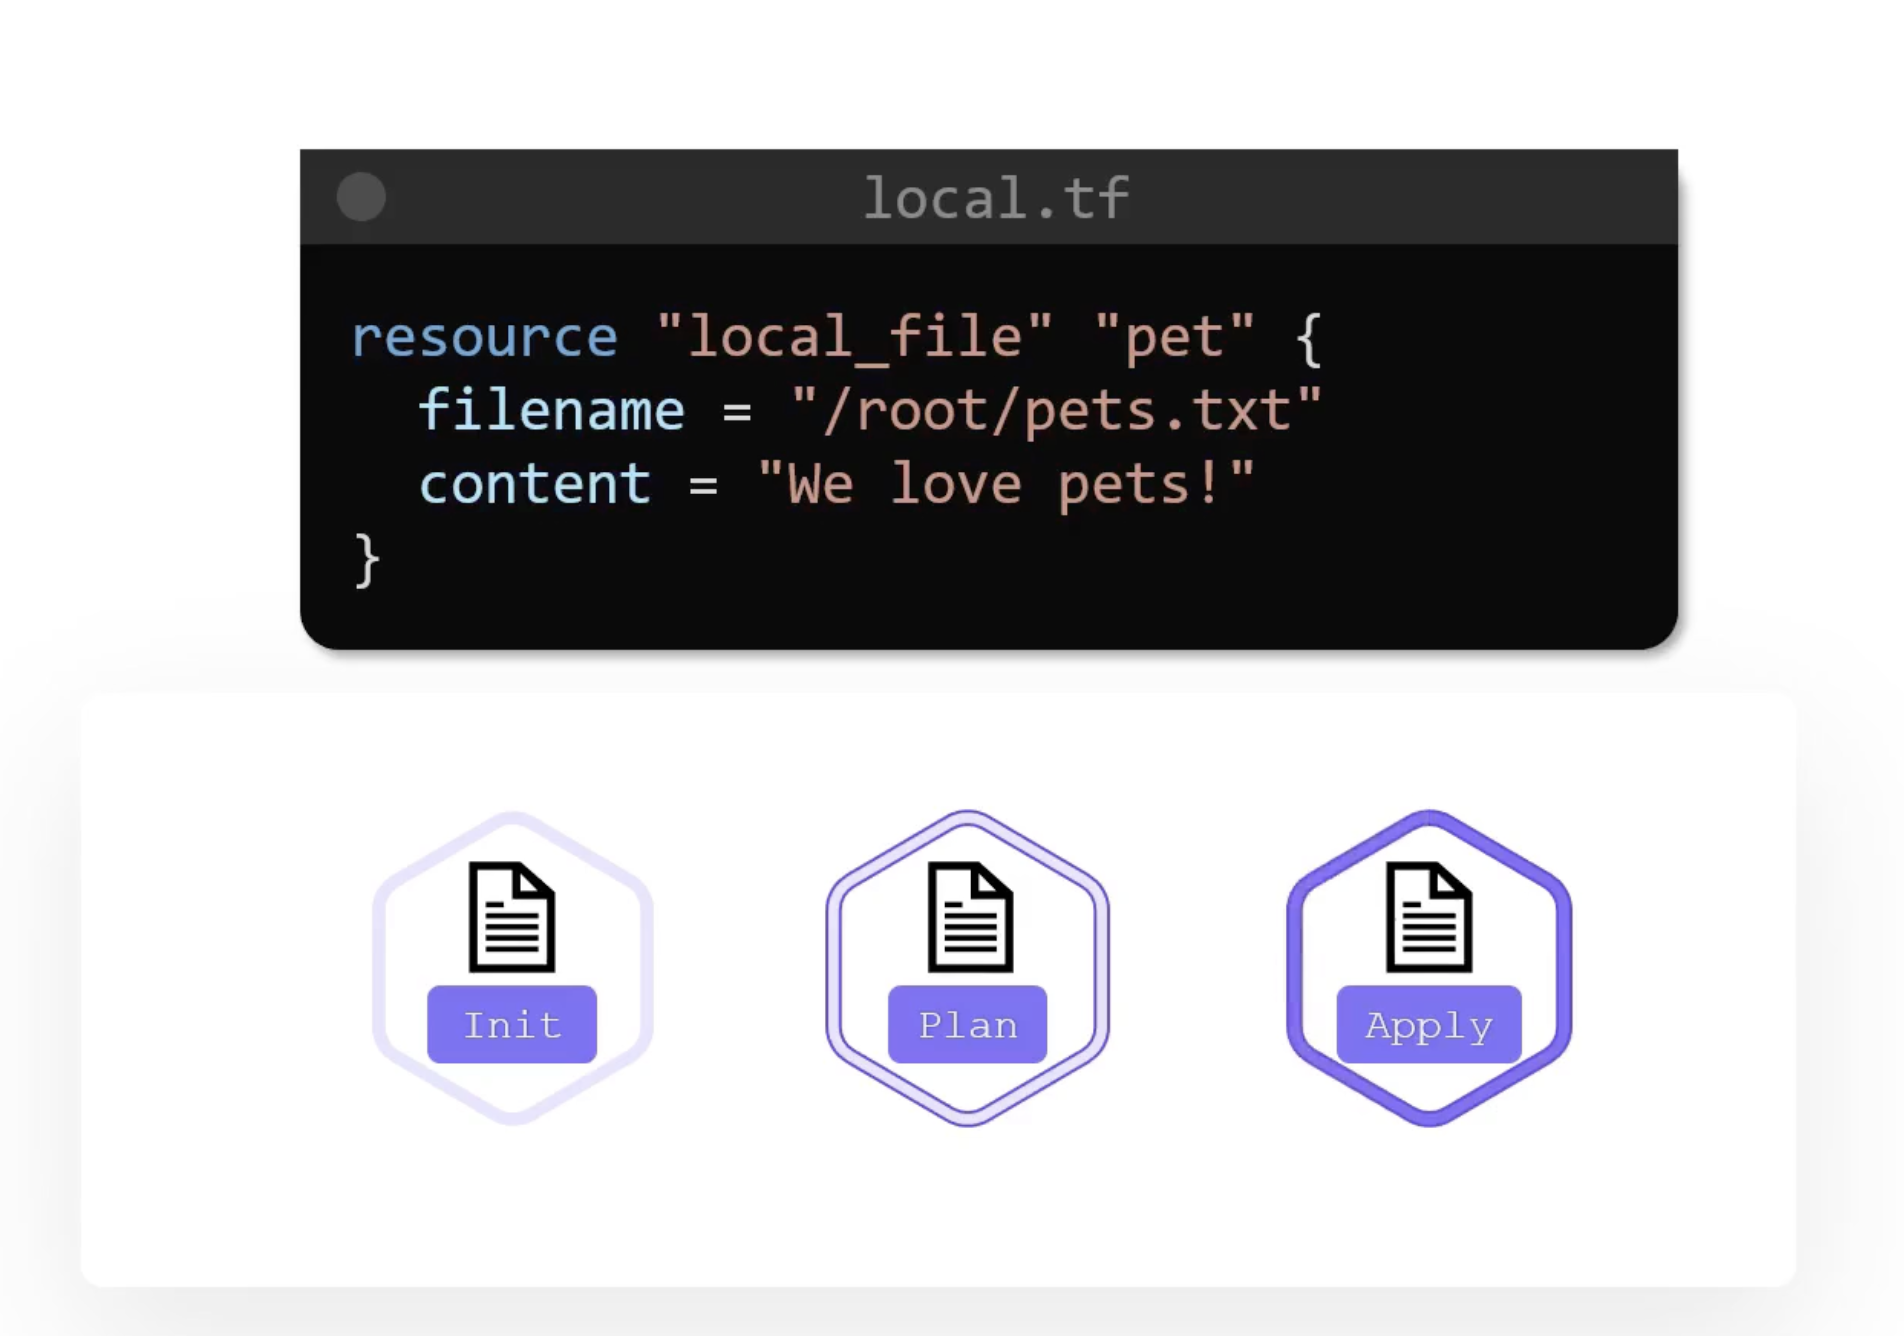 local.tf
resource "local_file" "pet" {
  filename = "/root/pets.txt"
  content = "We love pets!"
}
Init
Plan
Apply